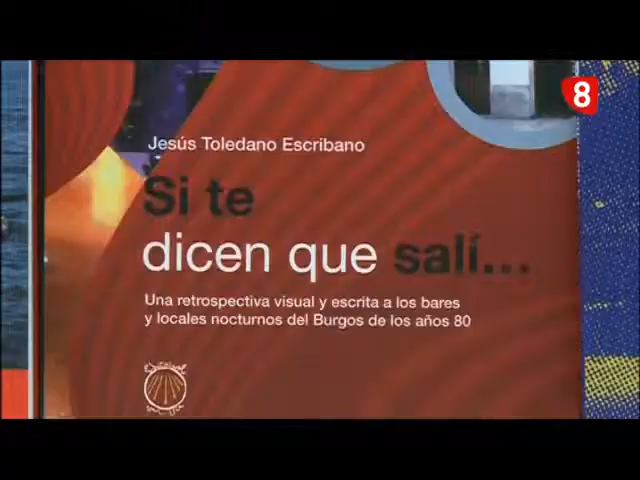 8
Jesús Toledano Escribano
Si te
dicen que salí...
Una retrospectiva visual y escrita a los bares
y locales nocturnos del Burgos de los años 80